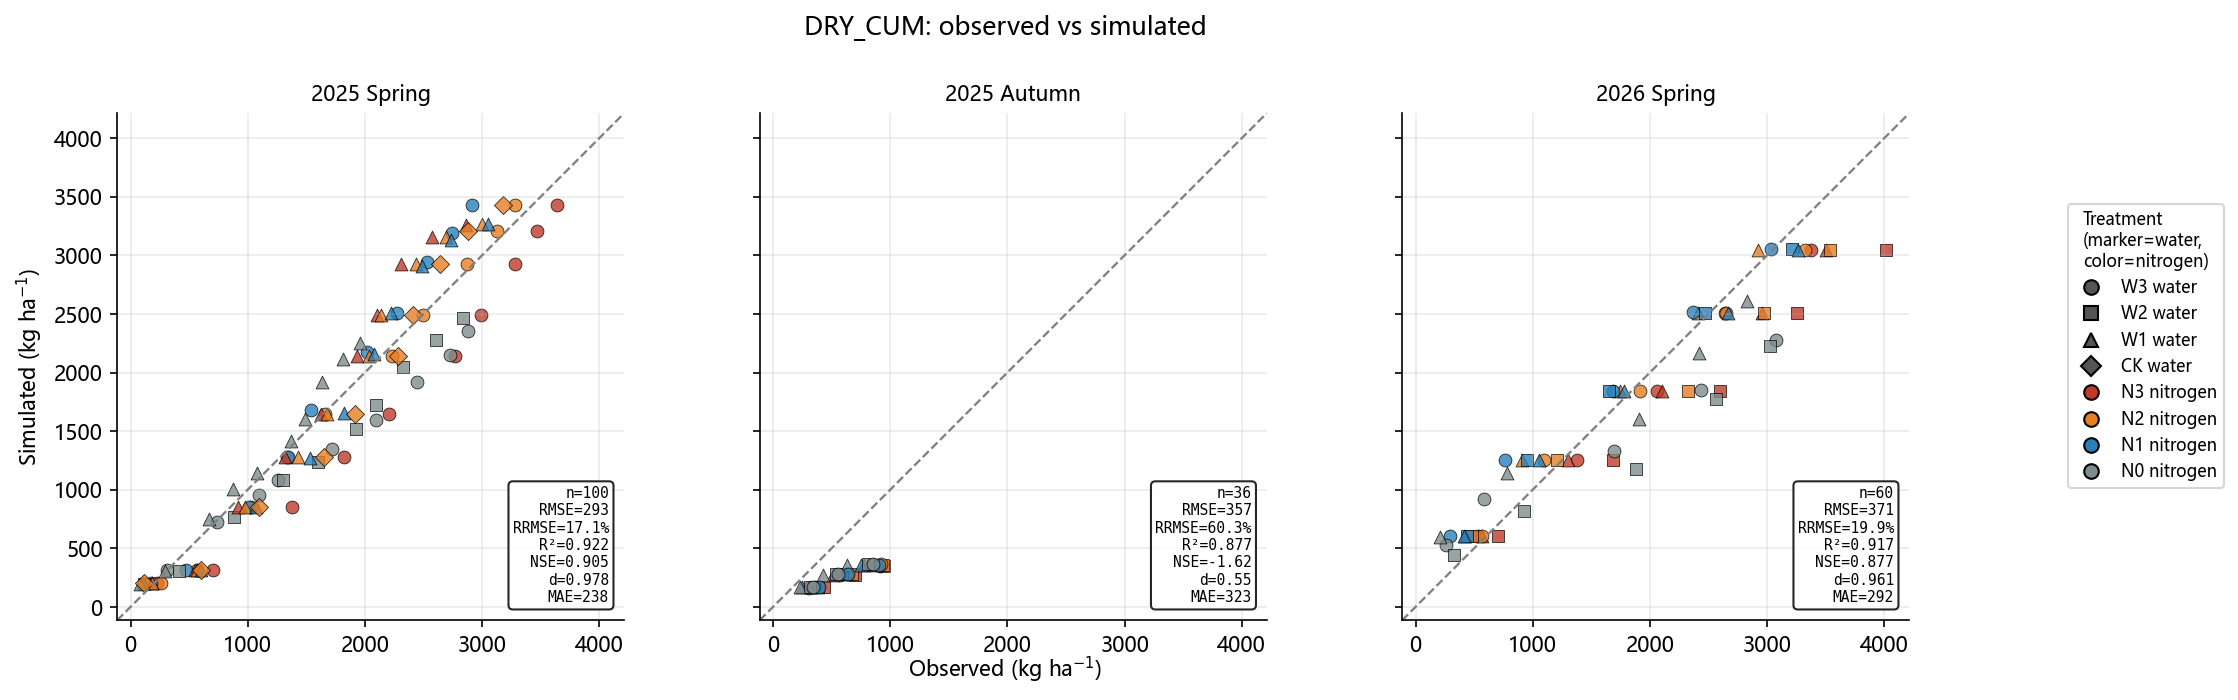 DRY_CUM: observed vs simulated
2025 Spring
2025 Autumn
2026 Spring
Simulated (kg ha⁻¹)
4000
3500
3000
2500
2000
1500
1000
500
0
n=100
RMSE=293
RRMSE=17.1%
R²=0.922
NSE=0.905
d=0.978
MAE=238
n=36
RMSE=357
RRMSE=60.3%
R²=0.877
NSE=-1.62
d=0.55
MAE=323
n=60
RMSE=371
RRMSE=19.9%
R²=0.917
NSE=0.877
d=0.961
MAE=292
0 1000 2000 3000 4000
0 1000 2000 3000 4000
0 1000 2000 3000 4000
Observed (kg ha⁻¹)
Treatment
(marker=water,
color=nitrogen)
W3 water
W2 water
W1 water
CK water
N3 nitrogen
N2 nitrogen
N1 nitrogen
N0 nitrogen